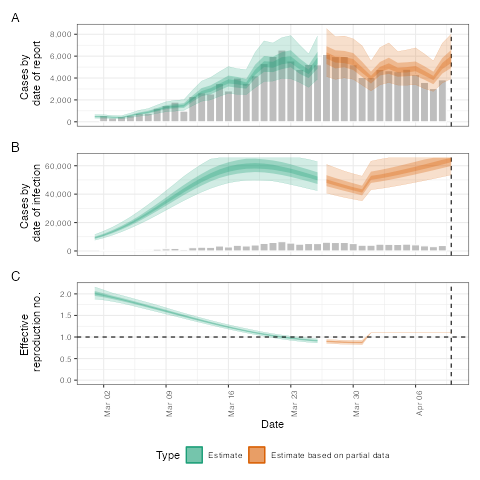 A
8,000
6,000
4,000
2,000
0
Cases by
date of report
B
60,000
40,000
20,000
0
Cases by
date of infection
C
2.0
1.5
1.0
0.5
0.0
Effective
reproduction no.
Mar 02
Mar 09
Mar 16
Mar 23
Mar 30
Apr 06
Date
Type
Estimate
Estimate based on partial data